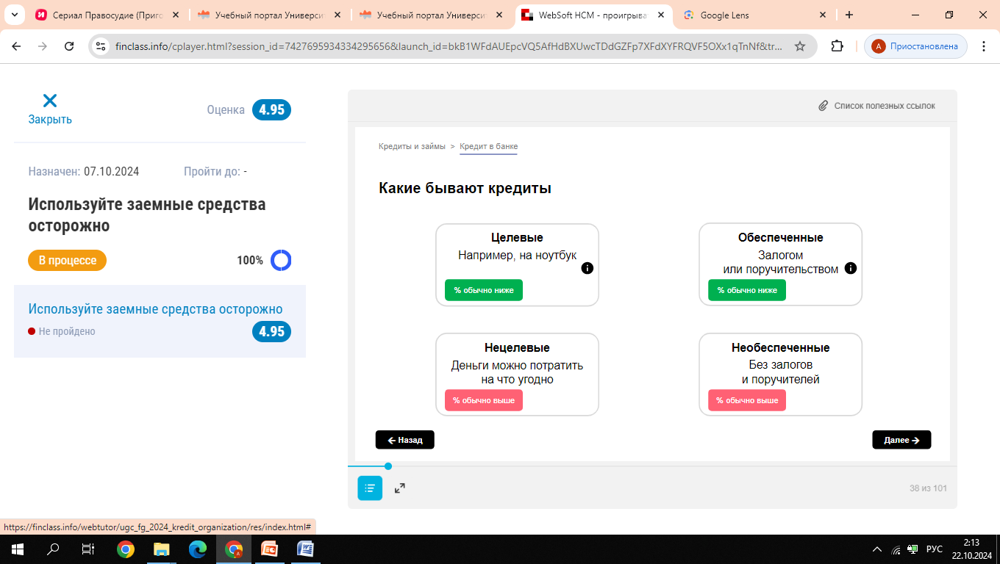 Сериал Правосудие (Приго
Учебный портал Универси
Учебный портал Универси
WebSoft HCM - проигрыва
Google Lens
finclass.info/cplayer.html?session_id=7427695934334295656&launch_id=bkB1WFdAUEpcVQ5AfHdBXUwcTDdGZFp7XFdXYFRQVF5OXx1qTnNf&tr...
А
Приостановлена
Закрыть
Оценка 4.95
Назначен: 07.10.2024
Пройти до: -
Используйте заемные средства
осторожно
В процессе
100%
Используйте заемные средства осторожно
Не пройдено
4.95
Список полезных ссылок
Кредиты и займы > Кредит в банке
Какие бывают кредиты
Целевые
Например, на ноутбук
% обычно ниже
Обеспеченные
Залогом
или поручительством
% обычно ниже
Нецелевые
Деньги можно потратить
на что угодно
% обычно выше
Необеспеченные
Без залогов
и поручителей
% обычно выше
← Назад
Далее →
38 из 101
https://finclass.info/webtutor/ugc_fg_2024_kredit_organization/res/index.html#
РУС
2:13
22.10.2024